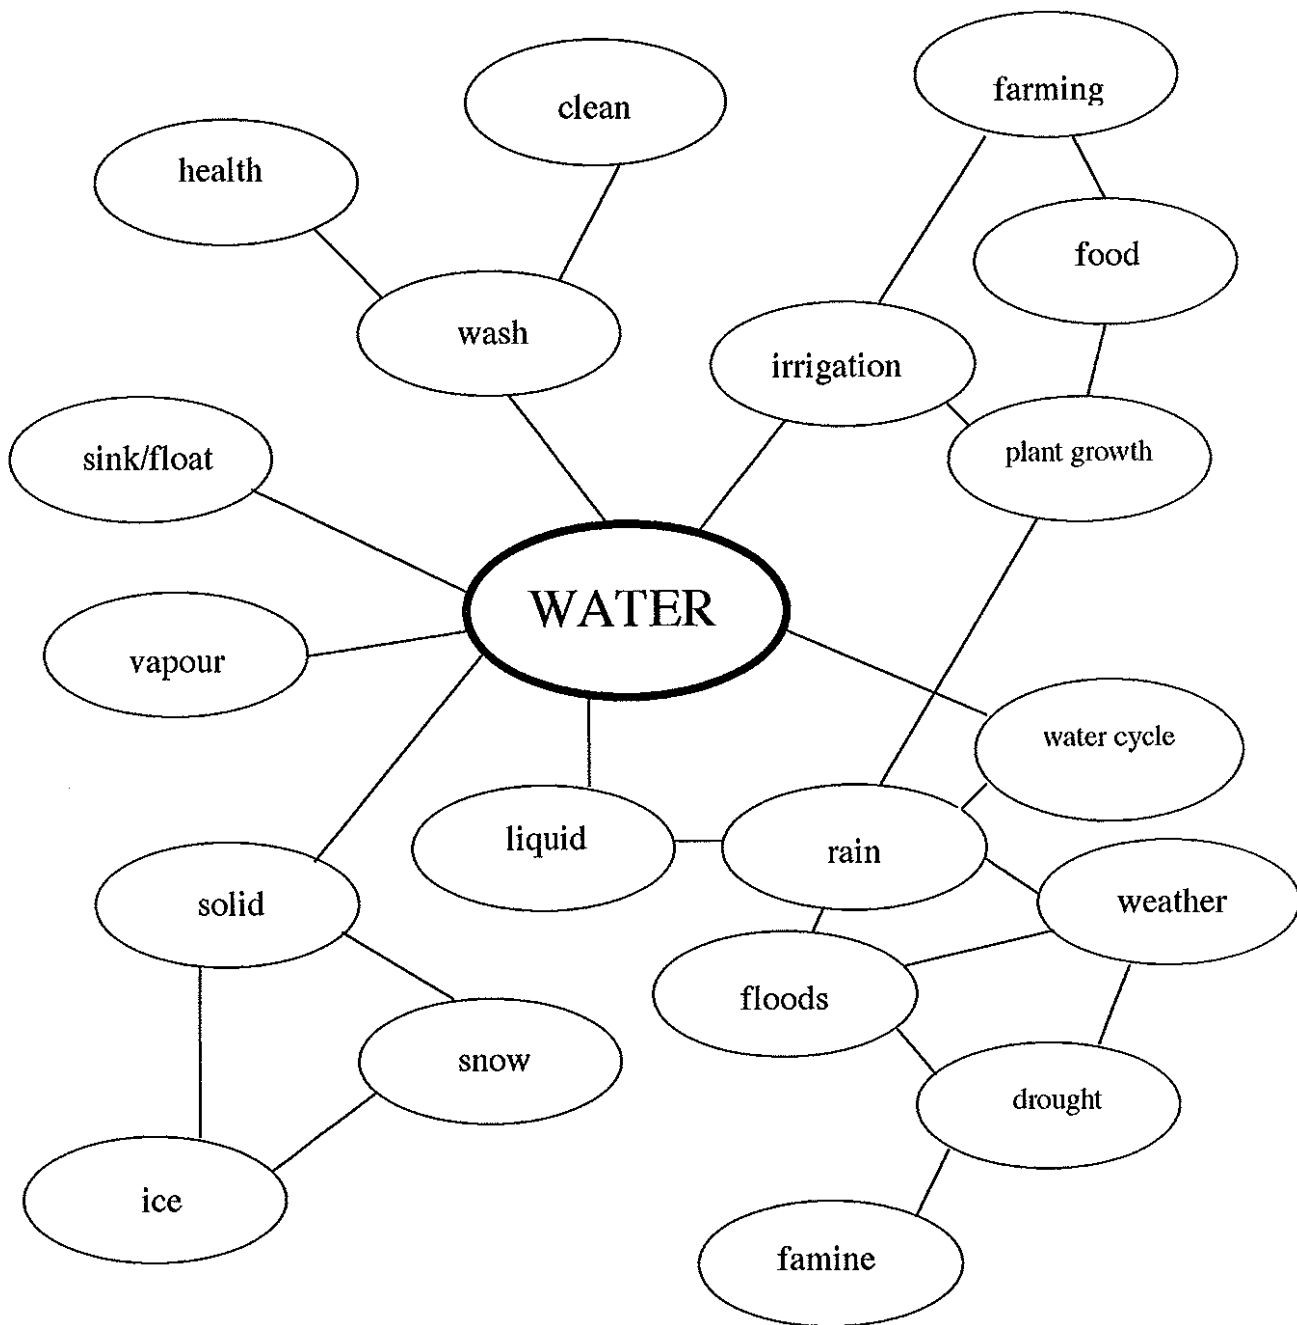 farming
clean
health
food
wash
irrigation
plant growth
sink/float
WATER
vapour
water cycle
liquid
rain
solid
weather
floods
snow
drought
ice
famine